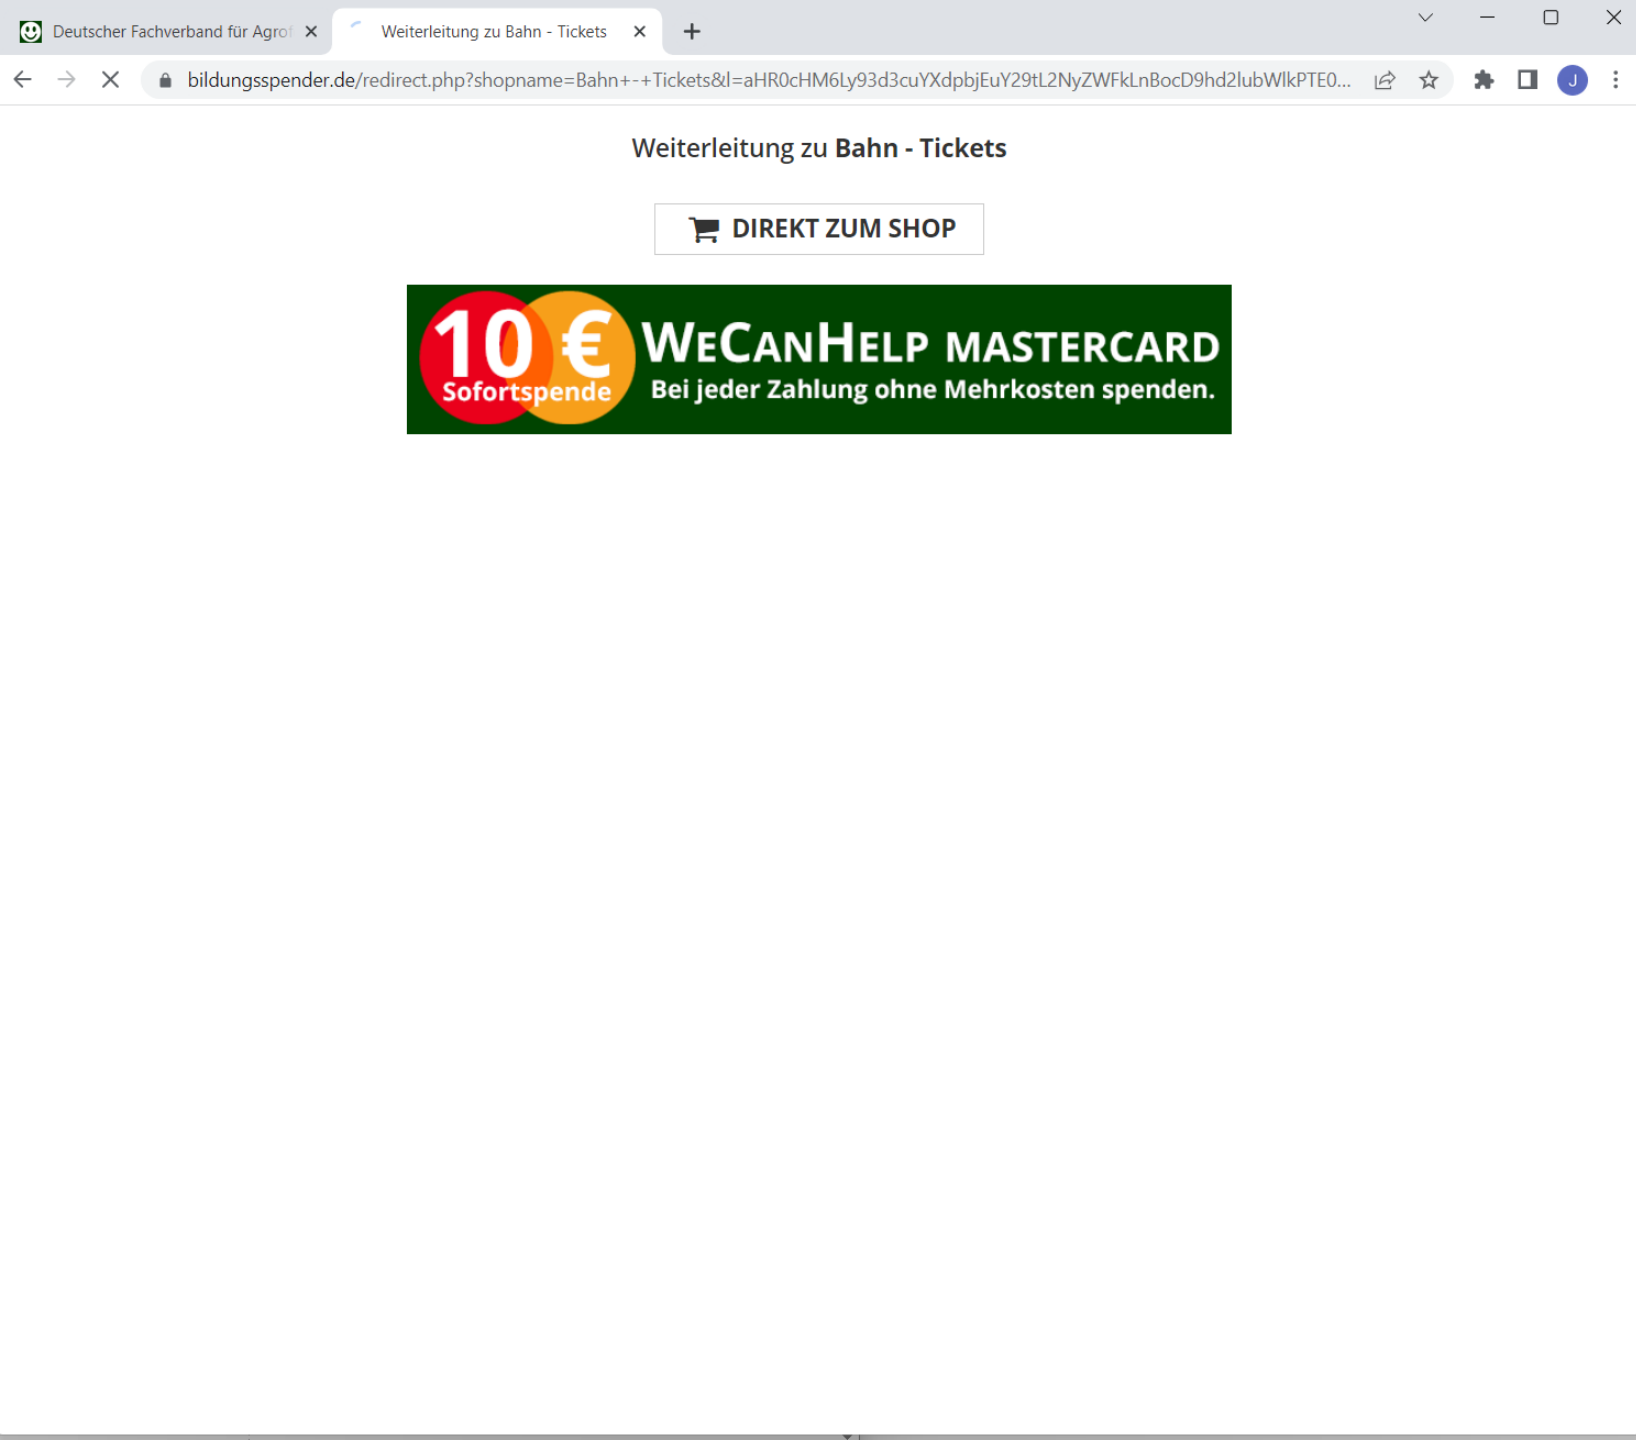 Deutscher Fachverband für Agrof
Weiterleitung zu Bahn - Tickets
bildungsspender.de/redirect.php?shopname=Bahn+-+Tickets&l=aHR0cHM6Ly93d3cuYXdpbjEuY29tL2NyZWFkLnBocD9hd2lubWlkPTE0...
J
Weiterleitung zu Bahn - Tickets
DIREKT ZUM SHOP
10 €
Sofortspende
WECANHELP MASTERCARD
Bei jeder Zahlung ohne Mehrkosten spenden.